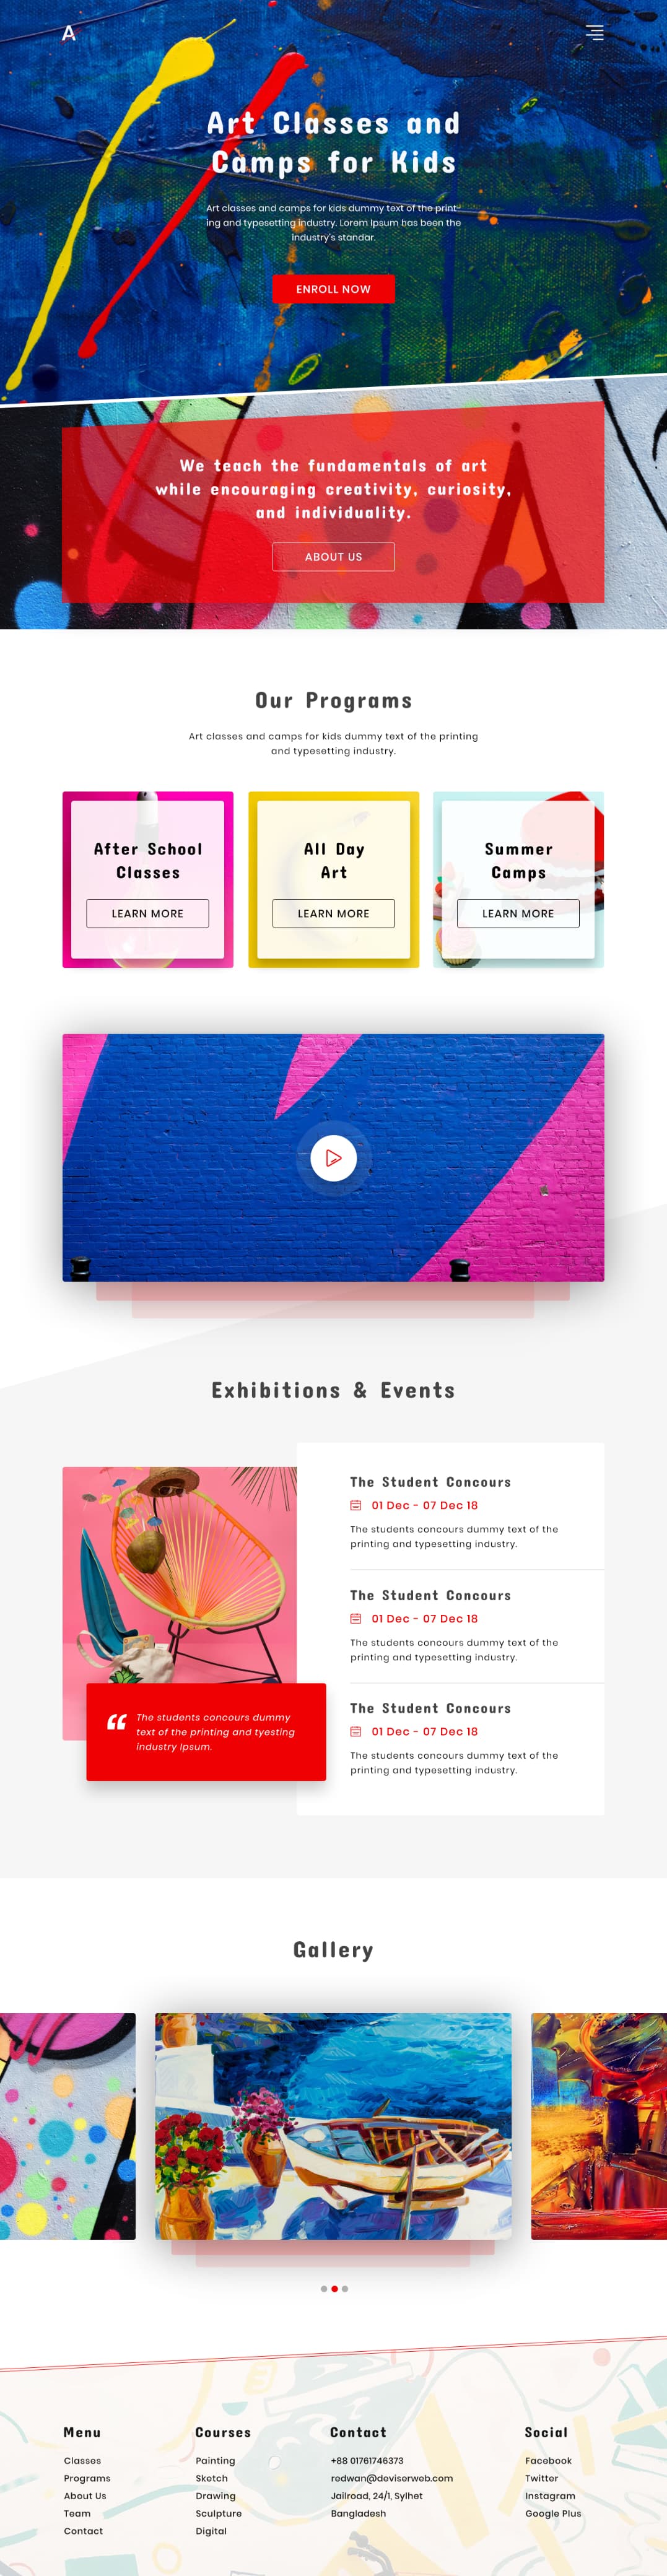 A
Art Classes and
Camps for Kids
Art classes and camps for kids dummy text of the print-
ing and typesetting industry. Lorem Ipsum has been the
industry's standar.
ENROLL NOW
We teach the fundamentals of art
while encouraging creativity, curiosity,
and individuality.
ABOUT US
Our Programs
Art classes and camps for kids dummy text of the printing
and typesetting industry.
After School
Classes
LEARN MORE
All Day
Art
LEARN MORE
Summer
Camps
LEARN MORE
Exhibitions & Events
The Student Concours
01 Dec - 07 Dec 18
The students concours dummy text of the
printing and typesetting industry.
The Student Concours
01 Dec - 07 Dec 18
The students concours dummy text of the
printing and typesetting industry.
The Student Concours
01 Dec - 07 Dec 18
The students concours dummy text of the
printing and typesetting industry.
The students concours dummy
text of the printing and tyesting
industry Ipsum.
Gallery
Menu
Classes
Programs
About Us
Team
Contact
Courses
Painting
Sketch
Drawing
Sculpture
Digital
Contact
+88 01761746373
redwan@deviserweb.com
Jailroad, 24/1, Sylhet
Bangladesh
Social
Facebook
Twitter
Instagram
Google Plus